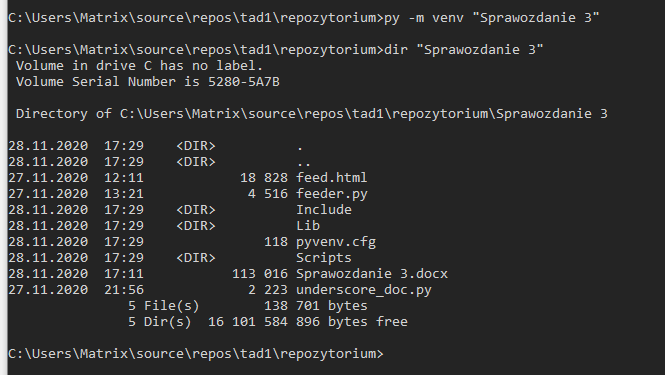 C:\Users\Matrix\source\repos\tad1\repozytorium>py -m venv "Sprawozdanie 3"
C:\Users\Matrix\source\repos\tad1\repozytorium>dir "Sprawozdanie 3"
 Volume in drive C has no label.
 Volume Serial Number is 5280-5A7B
 Directory of C:\Users\Matrix\source\repos\tad1\repozytorium\Sprawozdanie 3
28.11.2020  17:29    <DIR>          .
28.11.2020  17:29    <DIR>          ..
27.11.2020  12:11            18 828 feed.html
27.11.2020  13:21             4 516 feeder.py
28.11.2020  17:29    <DIR>          Include
28.11.2020  17:29    <DIR>          Lib
28.11.2020  17:29               118 pyvenv.cfg
28.11.2020  17:29    <DIR>          Scripts
28.11.2020  17:11           113 016 Sprawozdanie 3.docx
27.11.2020  21:56             2 223 underscore_doc.py
               5 File(s)        138 701 bytes
               5 Dir(s)  16 101 584 896 bytes free
C:\Users\Matrix\source\repos\tad1\repozytorium>